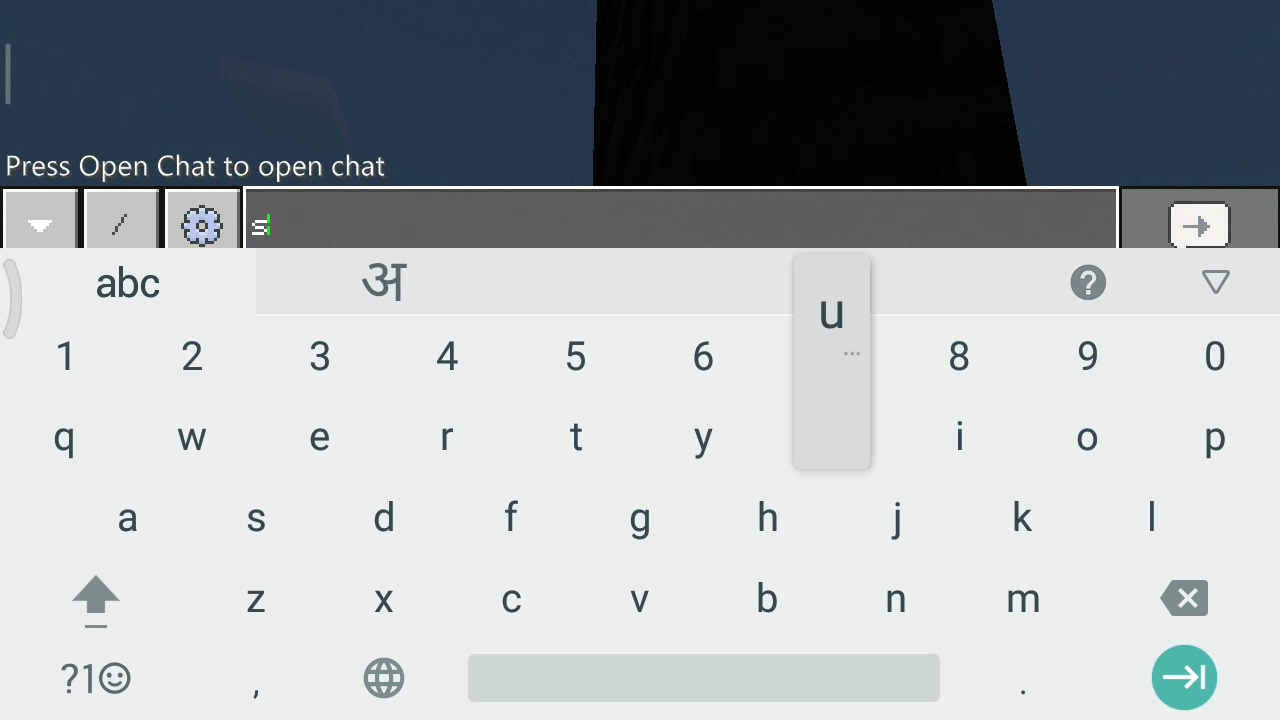 Press Open Chat to open chat
/
s
abc अ ?
u
1 2 3 4 5 6 8 9 0
q w e r t y i o p
a s d f g h j k l
z x c v b n m
?1☺ , .